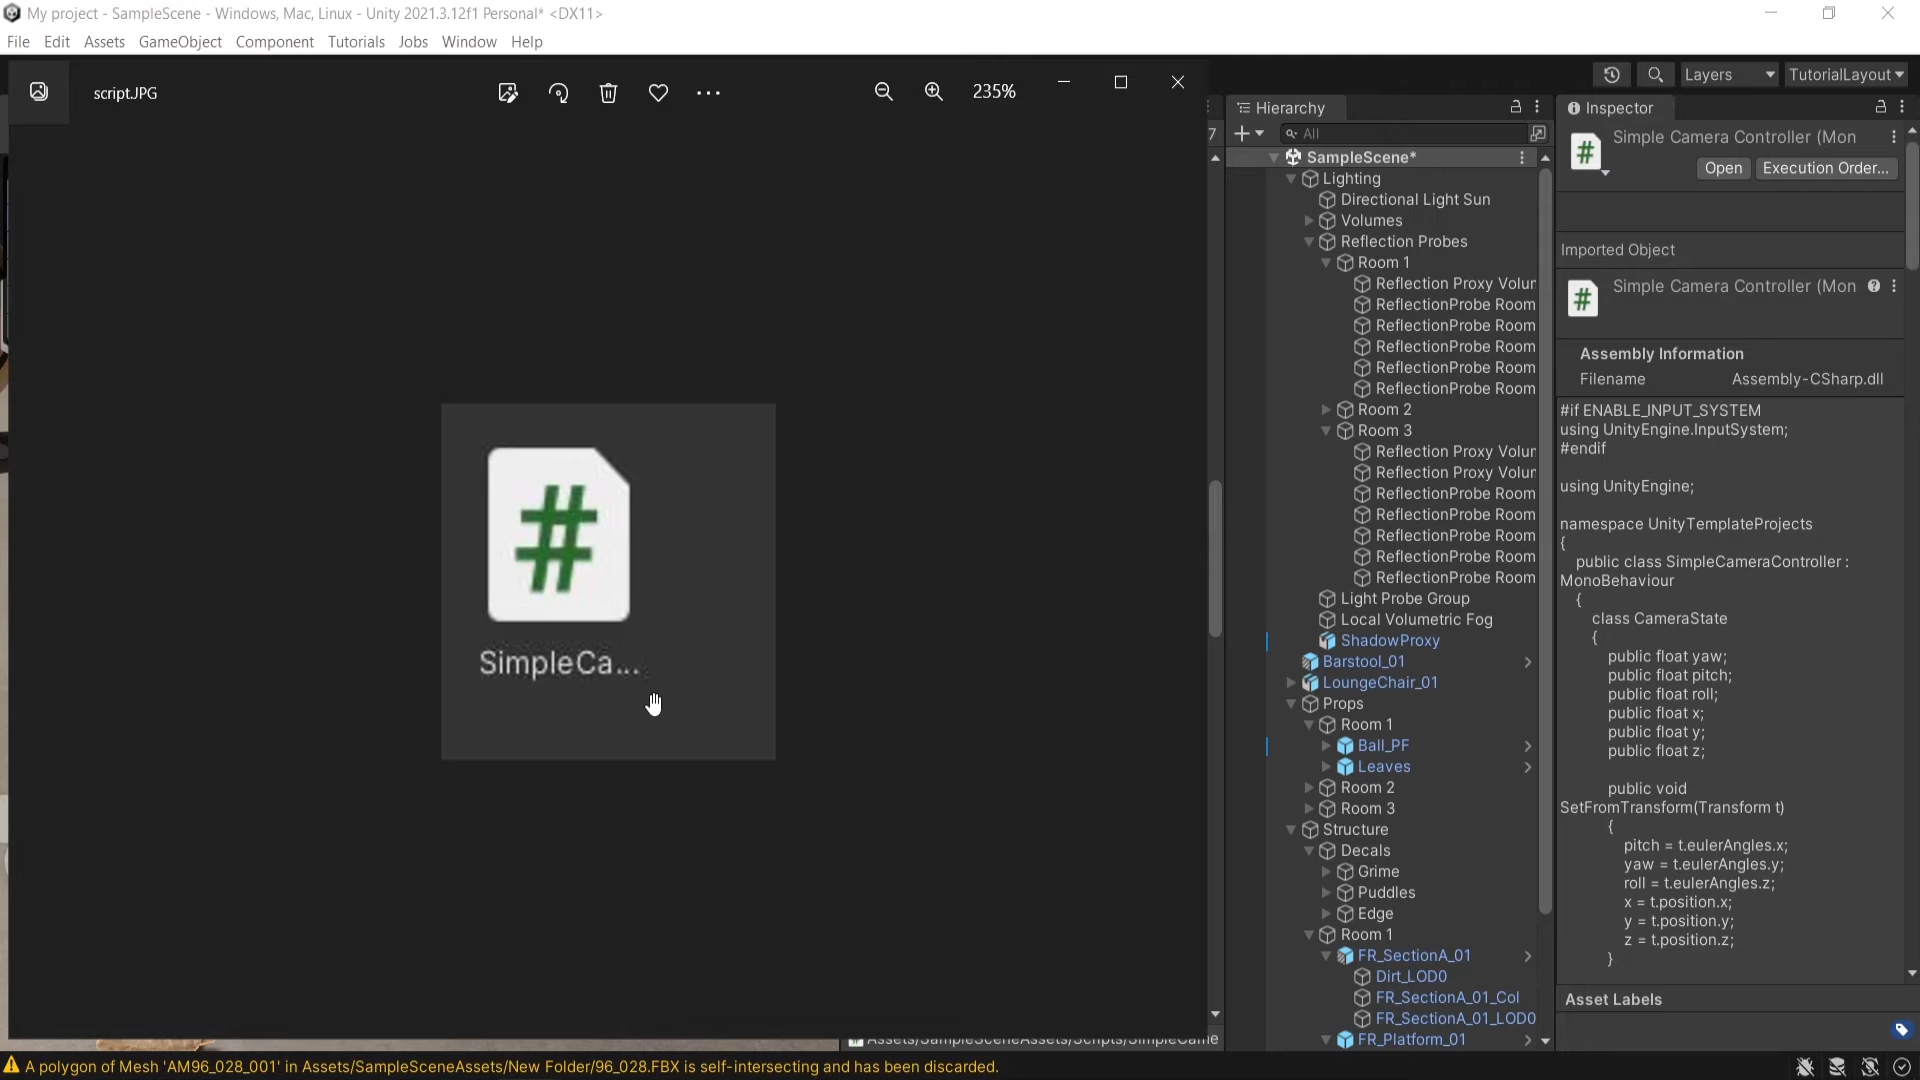 My project - SampleScene - Windows, Mac, Linux - Unity 2021.3.12f1 Personal* <DX11>
File Edit Assets GameObject Component Tutorials Jobs Window Help
Layers TutorialLayout
script.JPG
235%
Hierarchy
7
All
SampleScene*
Lighting
Directional Light Sun
Volumes
Reflection Probes
Room 1
Reflection Proxy Volur
ReflectionProbe Room
ReflectionProbe Room
ReflectionProbe Room
ReflectionProbe Room
ReflectionProbe Room
Room 2
Room 3
Reflection Proxy Volur
Reflection Proxy Volur
ReflectionProbe Room
ReflectionProbe Room
ReflectionProbe Room
ReflectionProbe Room
ReflectionProbe Room
Light Probe Group
Local Volumetric Fog
ShadowProxy
Barstool_01
LoungeChair_01
Props
Room 1
Ball_PF
Leaves
Room 2
Room 3
Structure
Decals
Grime
Puddles
Edge
Room 1
FR_SectionA_01
Dirt_LOD0
FR_SectionA_01_Col
FR_SectionA_01_LOD0
FR_Platform_01
Inspector
#
Simple Camera Controller (Mon
Open Execution Order...
Imported Object
#
Simple Camera Controller (Mon
Assembly Information
Filename Assembly-CSharp.dll
#if ENABLE_INPUT_SYSTEM
using UnityEngine.InputSystem;
#endif
using UnityEngine;
namespace UnityTemplateProjects
{
public class SimpleCameraController :
MonoBehaviour
{
class CameraState
{
public float yaw;
public float pitch;
public float roll;
public float x;
public float y;
public float z;
public void
SetFromTransform(Transform t)
{
pitch = t.eulerAngles.x;
yaw = t.eulerAngles.y;
roll = t.eulerAngles.z;
x = t.position.x;
y = t.position.y;
z = t.position.z;
}
Asset Labels
#
SimpleCa...
Assets/SampleSceneAssets/Scripts/SimpleCame
A polygon of Mesh 'AM96_028_001' in Assets/SampleSceneAssets/New Folder/96_028.FBX is self-intersecting and has been discarded.